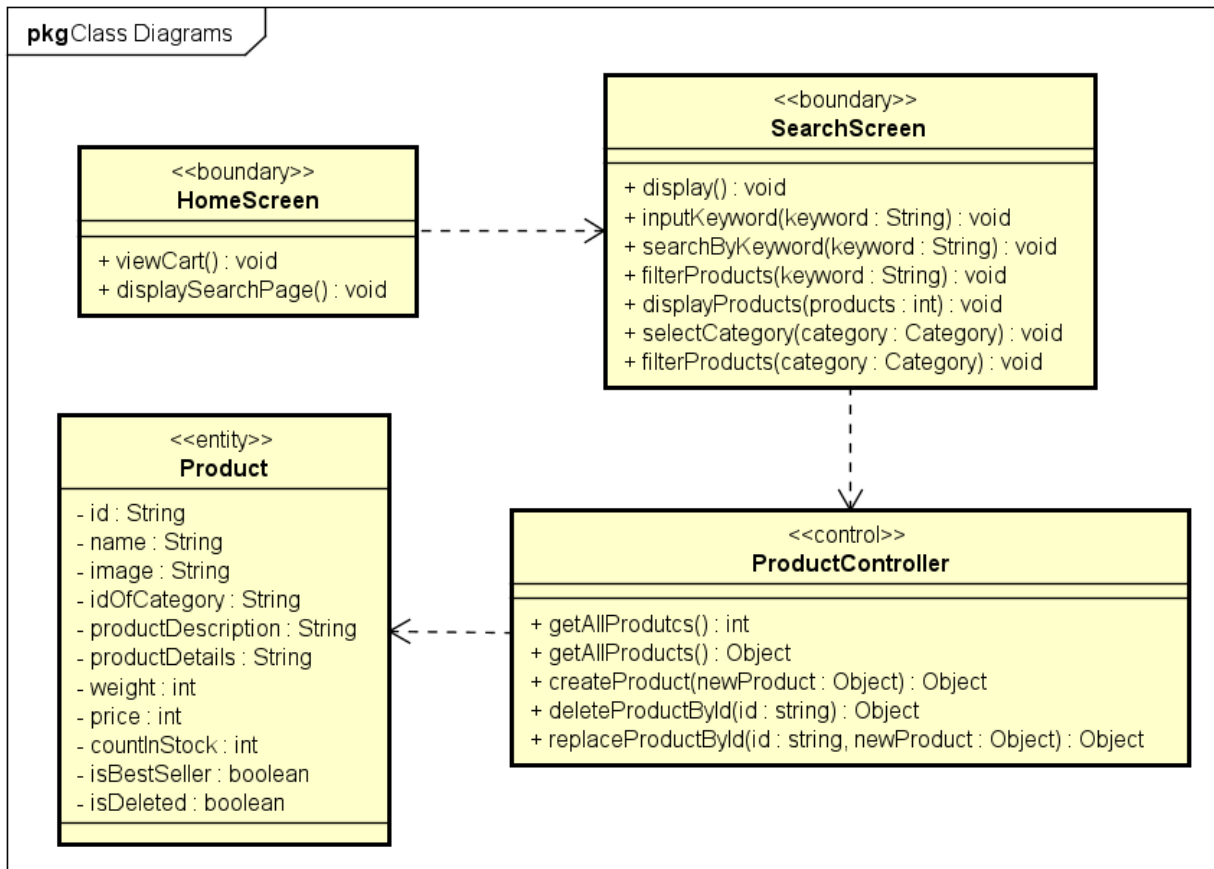 pkg Class Diagrams
<<boundary>>
HomeScreen
+ viewCart() : void
+ displaySearchPage() : void
<<boundary>>
SearchScreen
+ display() : void
+ inputKeyword(keyword : String) : void
+ searchByKeyword(keyword : String) : void
+ filterProducts(keyword : String) : void
+ displayProducts(products : int) : void
+ selectCategory(category : Category) : void
+ filterProducts(category : Category) : void
<<entity>>
Product
- id : String
- name : String
- image : String
- idOfCategory : String
- productDescription : String
- productDetails : String
- weight : int
- price : int
- countInStock : int
- isBestSeller : boolean
- isDeleted : boolean
<<control>>
ProductController
+ getAllProdutcs() : int
+ getAllProducts() : Object
+ createProduct(newProduct : Object) : Object
+ deleteProductById(id : string) : Object
+ replaceProductById(id : string, newProduct : Object) : Object